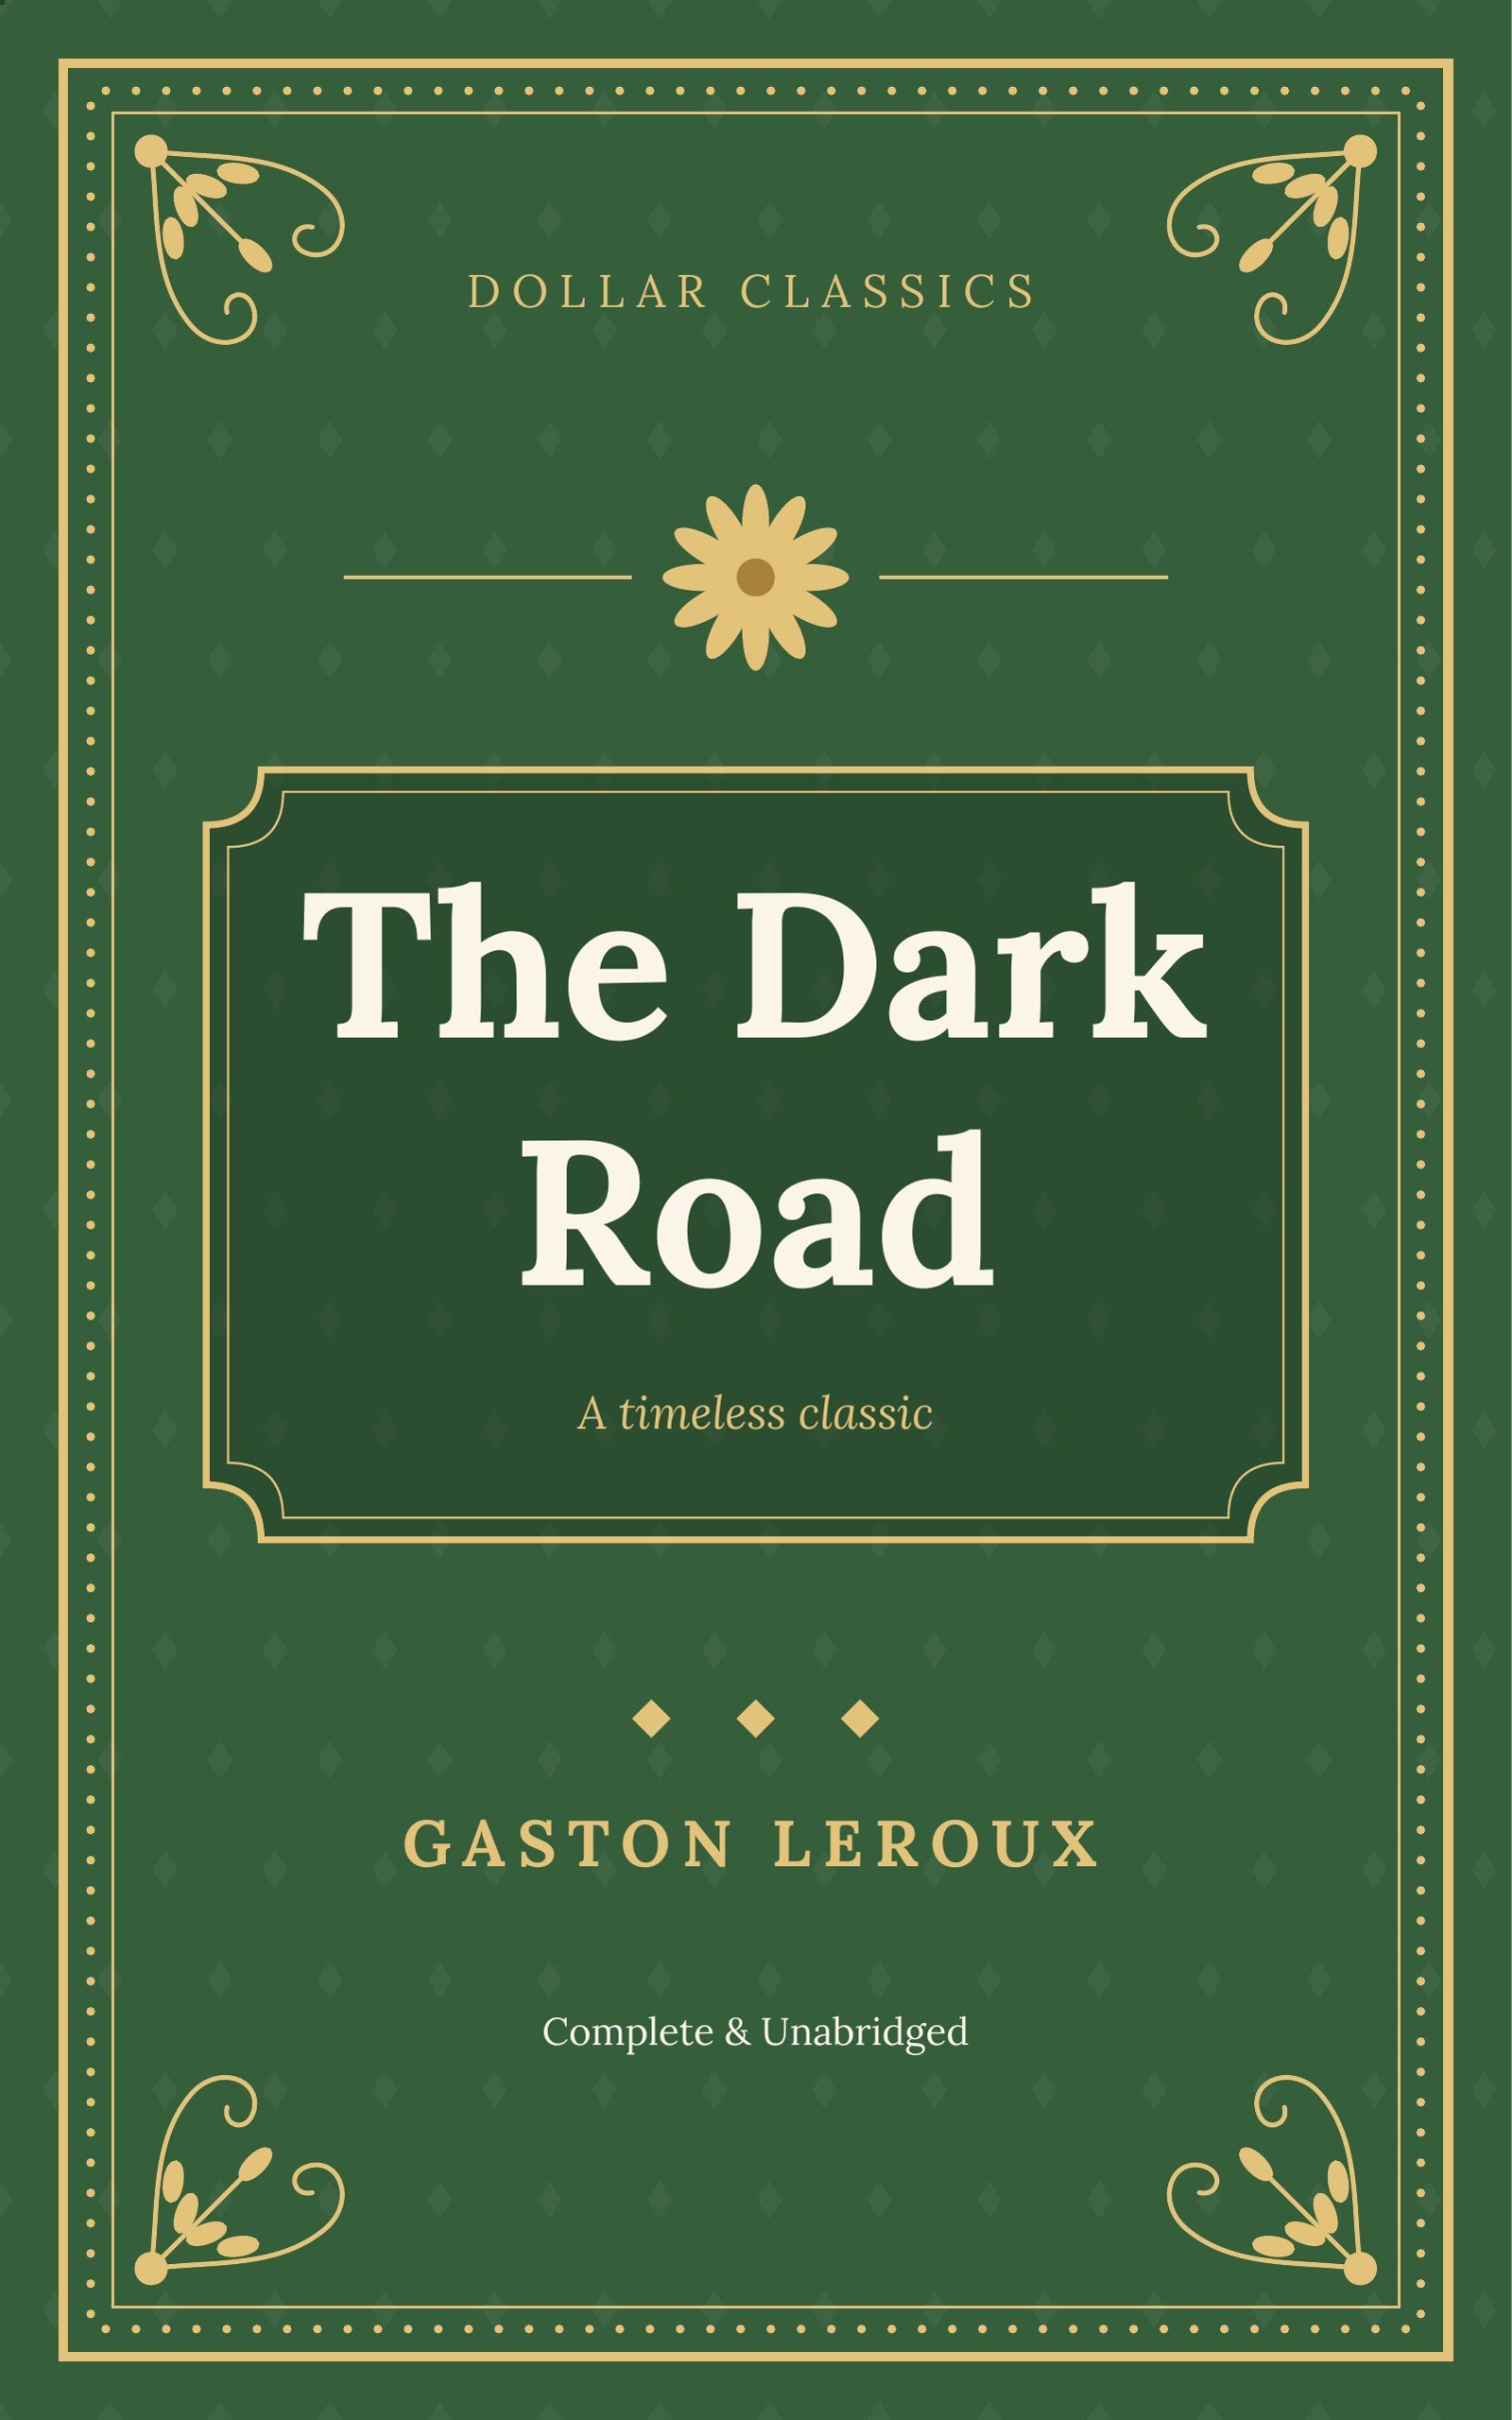 DOLLAR CLASSICS
The Dark
Road
A timeless classic
GASTON LEROUX
Complete & Unabridged